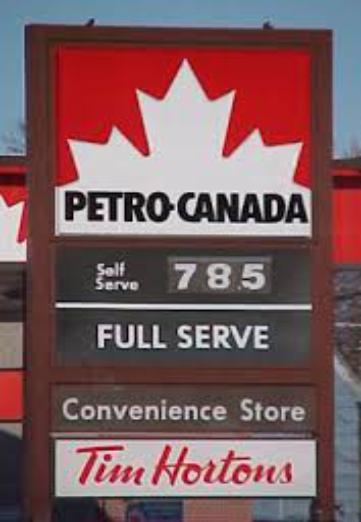 PETRO-CANADA
Self Serve 78.5
FULL SERVE
Convenience Store
Tim Hortons